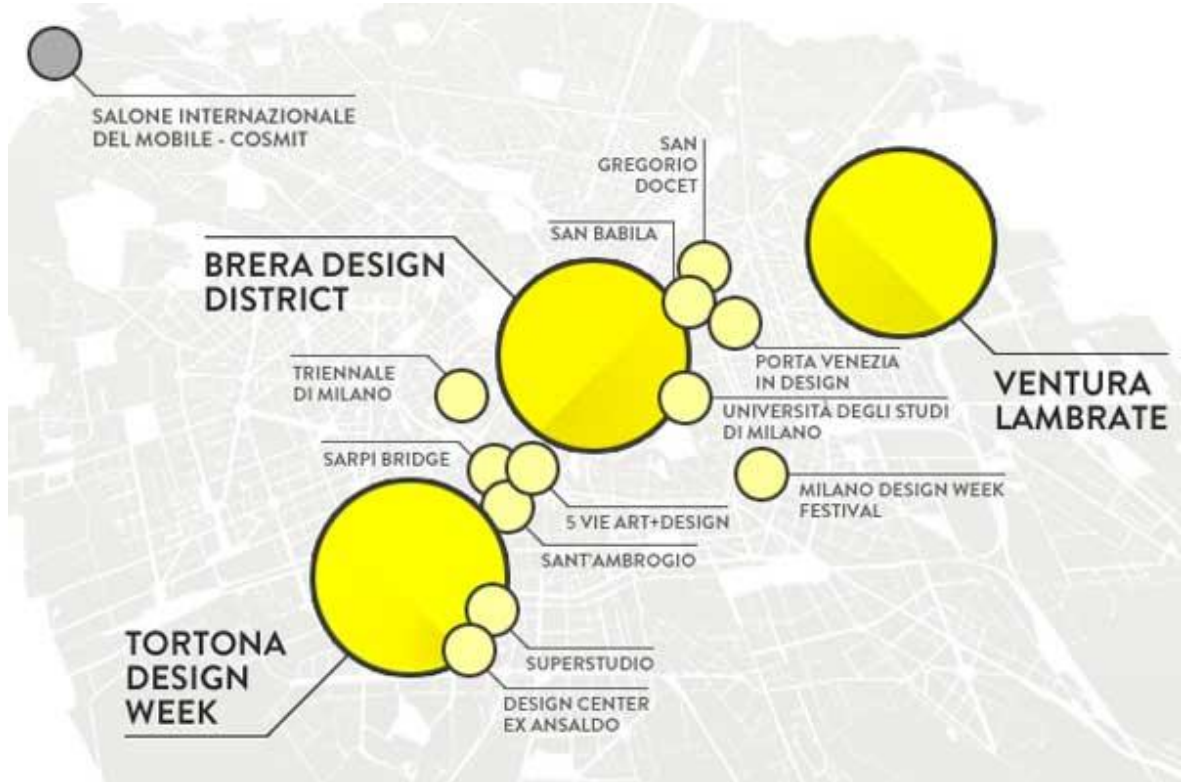 SALONE INTERNAZIONALE
DEL MOBILE - COSMIT
SAN
GREGORIO
DOCET
SAN BABILA
BRERA DESIGN
DISTRICT
TRIENNALE
DI MILANO
PORTA VENEZIA
IN DESIGN
VENTURA
LAMBRATE
UNIVERSITÀ DEGLI STUDI
DI MILANO
SARPI BRIDGE
MILANO DESIGN WEEK
FESTIVAL
5 VIE ART+DESIGN
SANT'AMBROGIO
TORTONA
DESIGN
WEEK
SUPERSTUDIO
DESIGN CENTER
EX ANSALDO